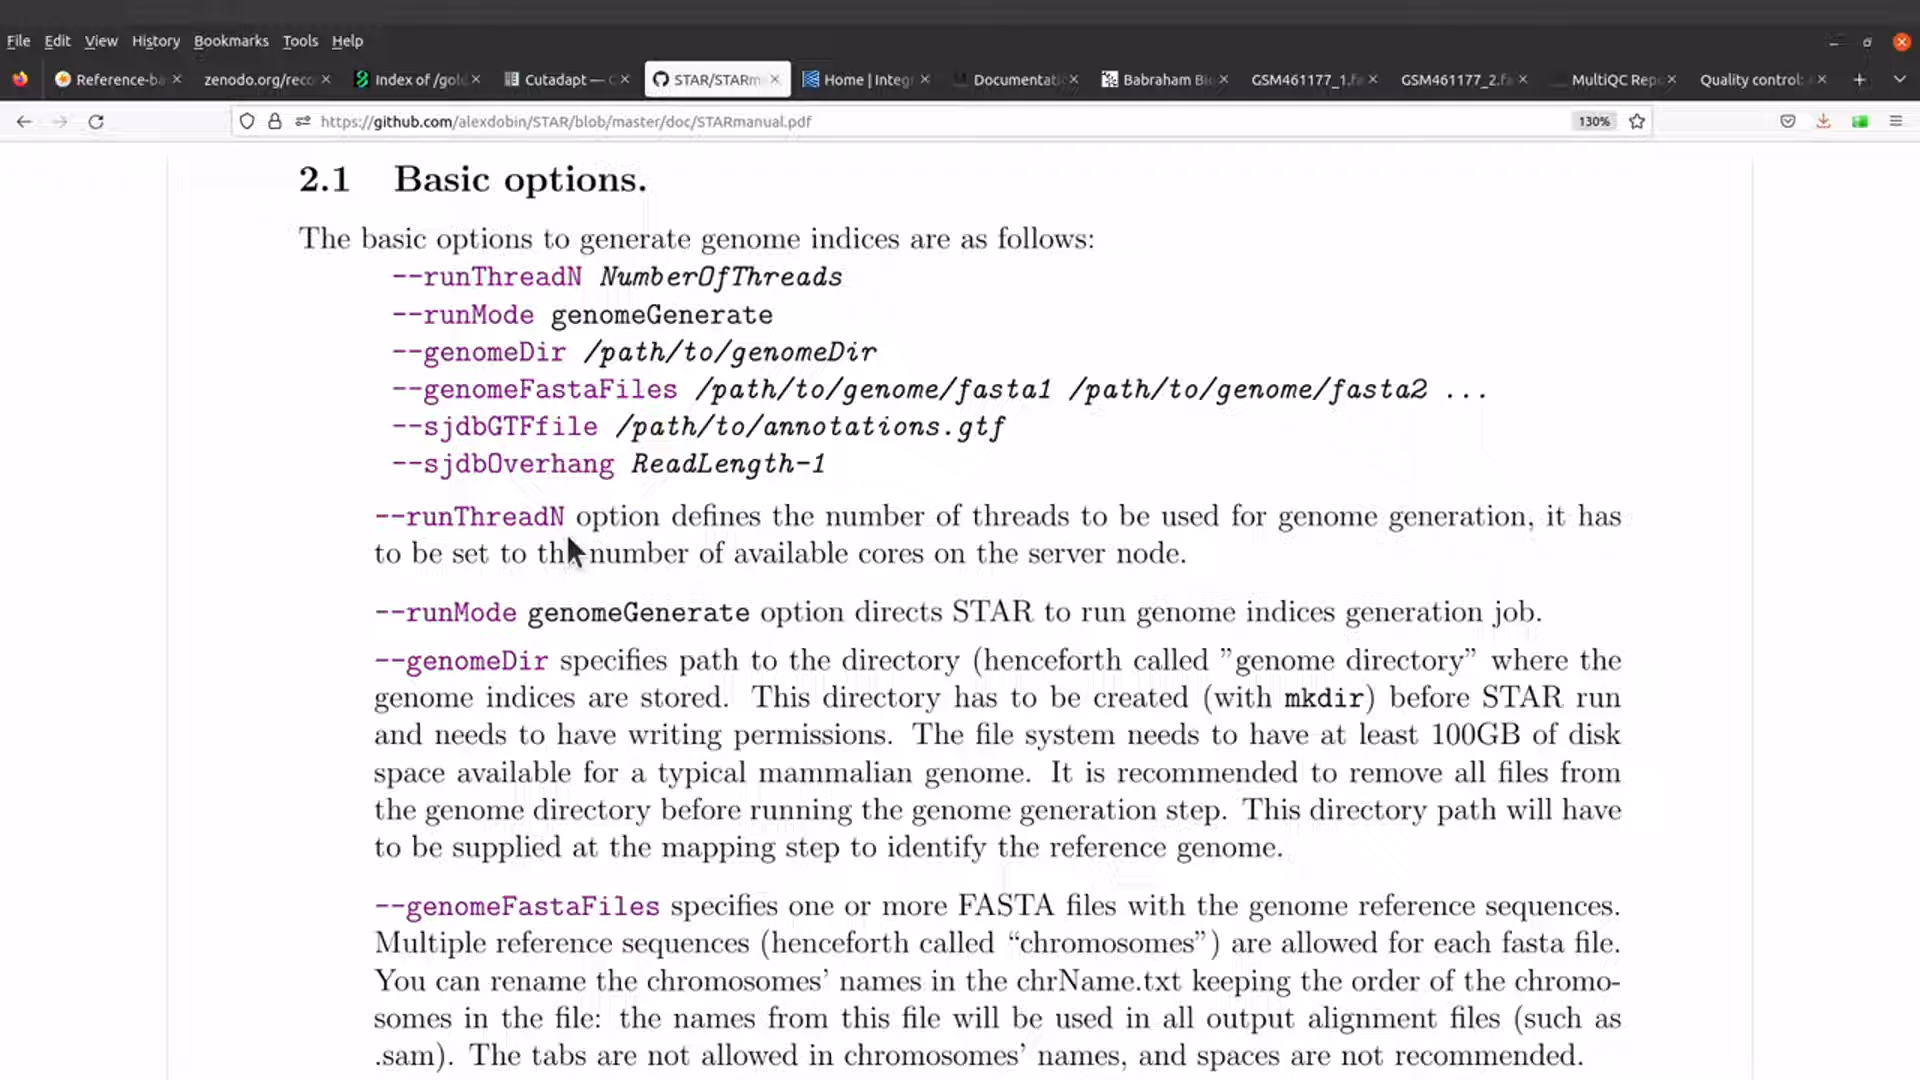 File Edit View History Bookmarks Tools Help
Reference-ba zenodo.org/reco Index of /gol Cutadapt — C STAR/STARm Home | Integ Documentati Babraham Bi GSM461177_1.fa GSM461177_2.fa MultiQC Rep Quality control:
https://github.com/alexdobin/STAR/blob/master/doc/STARmanual.pdf 130%
2.1 Basic options.
The basic options to generate genome indices are as follows:
--runThreadN NumberOfThreads
--runMode genomeGenerate
--genomeDir /path/to/genomeDir
--genomeFastaFiles /path/to/genome/fasta1 /path/to/genome/fasta2 ...
--sjdbGTFfile /path/to/annotations.gtf
--sjdbOverhang ReadLength-1
--runThreadN option defines the number of threads to be used for genome generation, it has
to be set to the number of available cores on the server node.
--runMode genomeGenerate option directs STAR to run genome indices generation job.
--genomeDir specifies path to the directory (henceforth called ”genome directory” where the
genome indices are stored. This directory has to be created (with mkdir) before STAR run
and needs to have writing permissions. The file system needs to have at least 100GB of disk
space available for a typical mammalian genome. It is recommended to remove all files from
the genome directory before running the genome generation step. This directory path will have
to be supplied at the mapping step to identify the reference genome.
--genomeFastaFiles specifies one or more FASTA files with the genome reference sequences.
Multiple reference sequences (henceforth called “chromosomes”) are allowed for each fasta file.
You can rename the chromosomes’ names in the chrName.txt keeping the order of the chromo-
somes in the file: the names from this file will be used in all output alignment files (such as
.sam). The tabs are not allowed in chromosomes’ names, and spaces are not recommended.